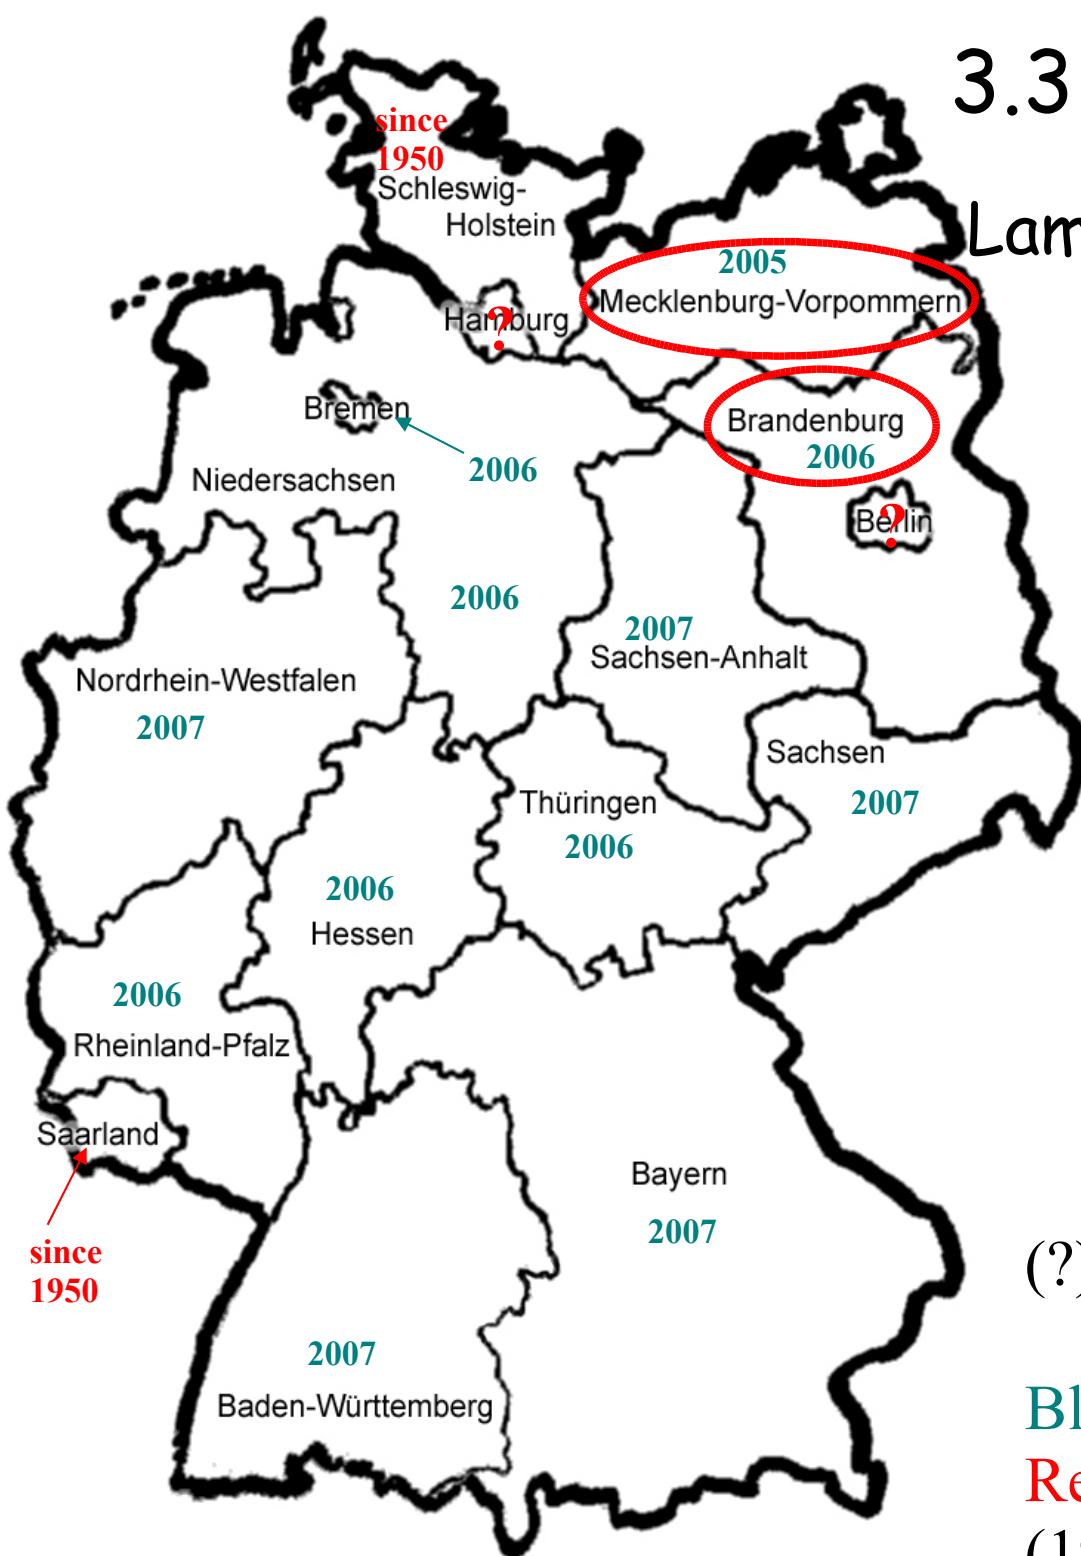 3.3
Lam
since
1950
Schleswig-
Holstein
2005
Mecklenburg-Vorpommern
Hamburg
?
Bremen
2006
Brandenburg
2006
Niedersachsen
Berlin
?
2006
2007
Sachsen-Anhalt
Nordrhein-Westfalen
2007
Sachsen
2007
Thüringen
2006
2006
Hessen
2006
Rheinland-Pfalz
Saarland
since
1950
Bayern
2007
2007
Baden-Württemberg
(?)
Bl
Re